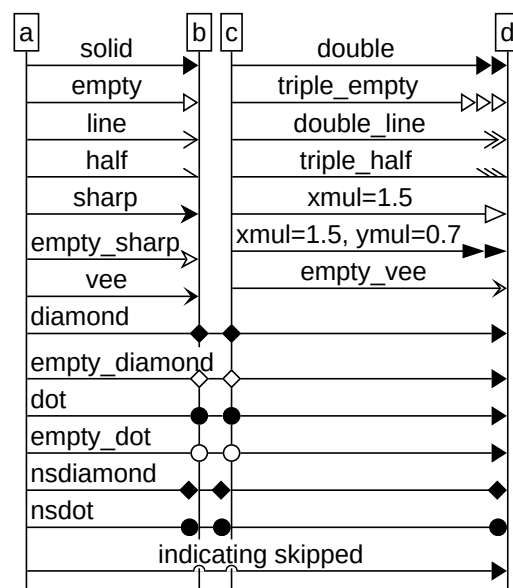 a b c d
solid double
empty triple_empty
line double_line
half triple_half
sharp xmul=1.5
empty_sharp xmul=1.5, ymul=0.7
vee empty_vee
diamond
empty_diamond
dot
empty_dot
nsdiamond
nsdot
indicating skipped